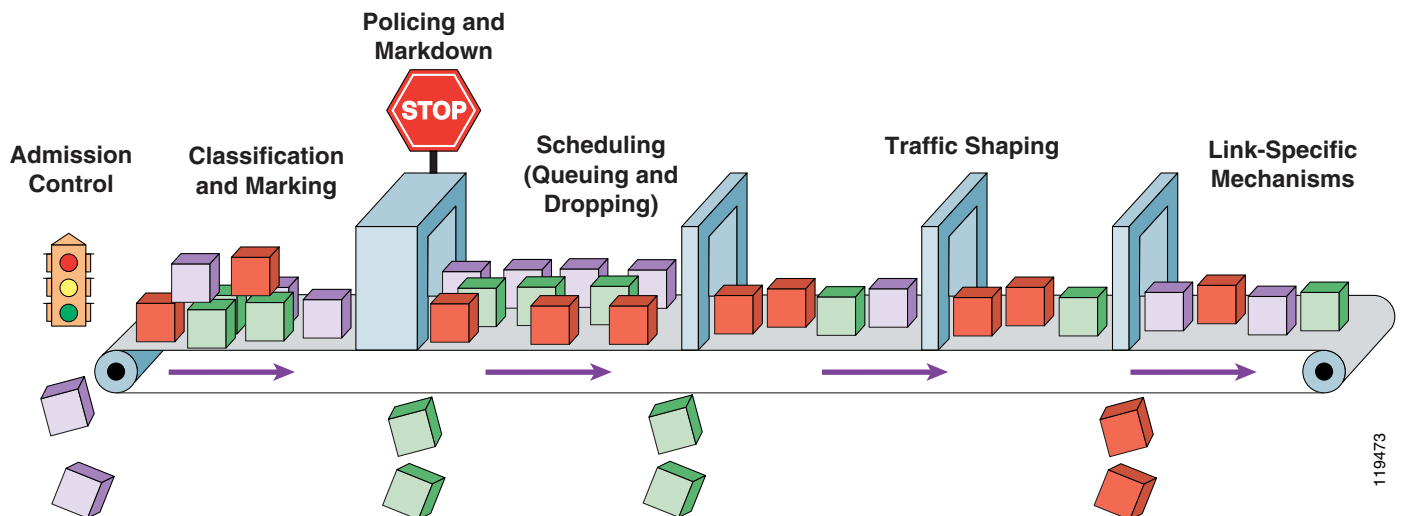 Policing and
Markdown
STOP
Admission
Control
Classification
and Marking
Scheduling
(Queuing and
Dropping)
Traffic Shaping
Link-Specific
Mechanisms
119473